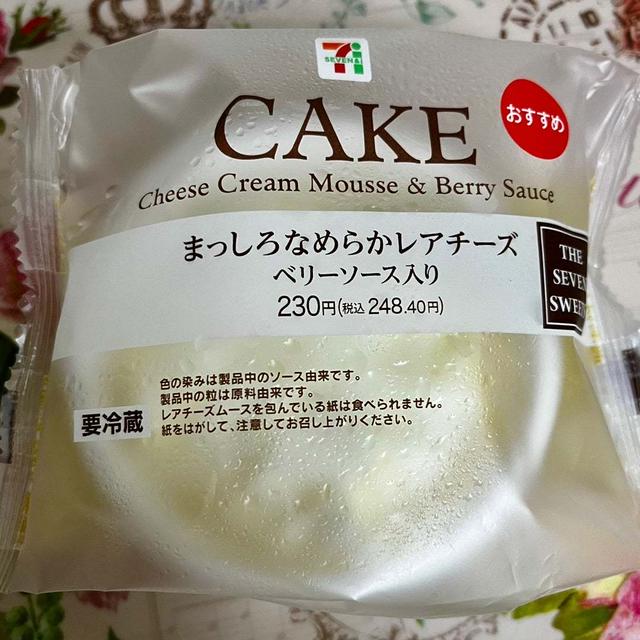 7i
SEVEN&i
CAKE
おすすめ
Cheese Cream Mousse & Berry Sauce
まっしろなめらかレアチーズ
ベリーソース入り
230円(税込248.40円)
THE
SEVEN
色の染みは製品中のソース由来です。
製品中の粒は原料由来です。
レアチーズムースを包んでいる紙は食べられません。
紙をはがして、注意してお召し上がりください。
要冷蔵